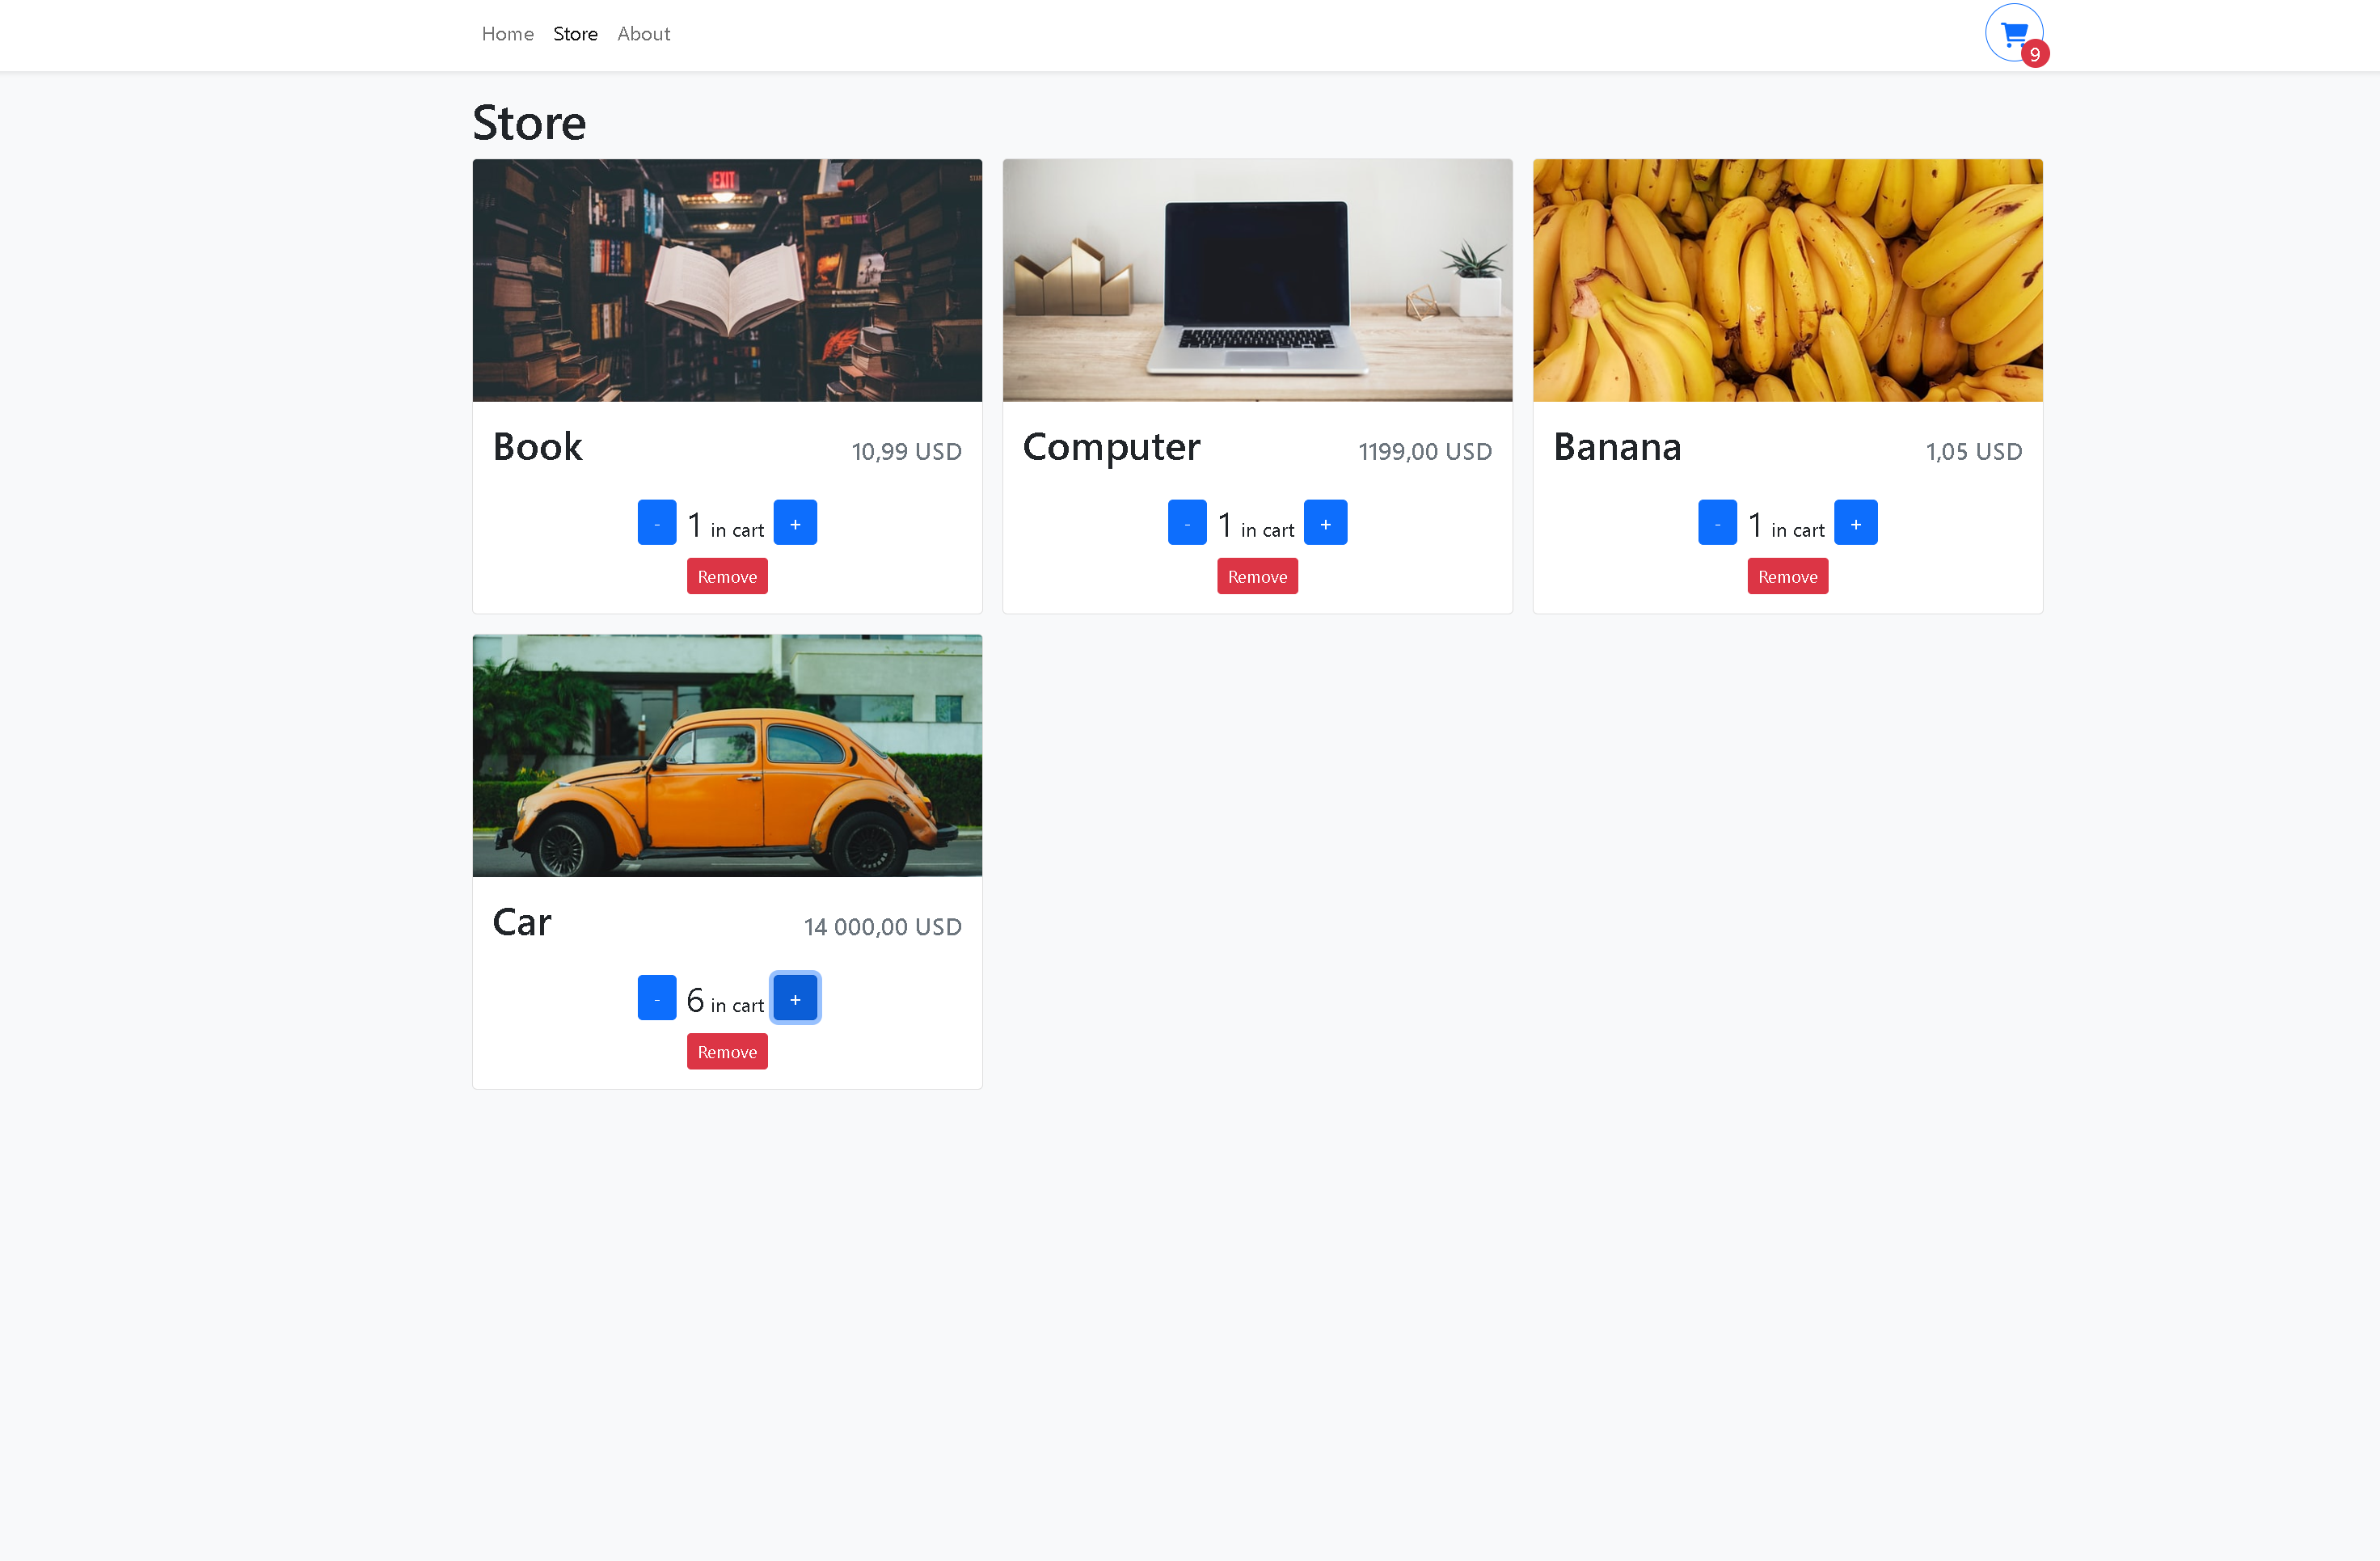 Home Store About
9
Store
EXIT
Book 10,99 USD
- 1 in cart +
Remove
Computer 1199,00 USD
- 1 in cart +
Remove
Banana 1,05 USD
- 1 in cart +
Remove
Car 14 000,00 USD
- 6 in cart +
Remove